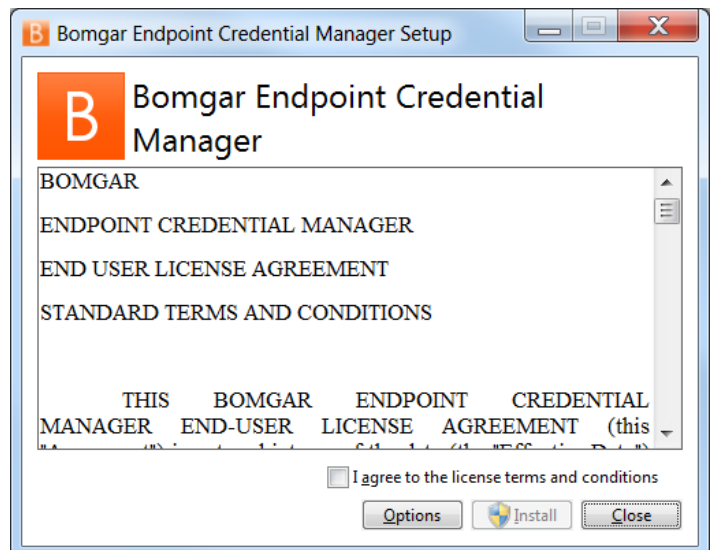 Bomgar Endpoint Credential Manager Setup
B
Bomgar Endpoint Credential
Manager
BOMGAR
ENDPOINT CREDENTIAL MANAGER
END USER LICENSE AGREEMENT
STANDARD TERMS AND CONDITIONS
THIS BOMGAR ENDPOINT CREDENTIAL
MANAGER END-USER LICENSE AGREEMENT (this
I agree to the license terms and conditions
Options Install Close